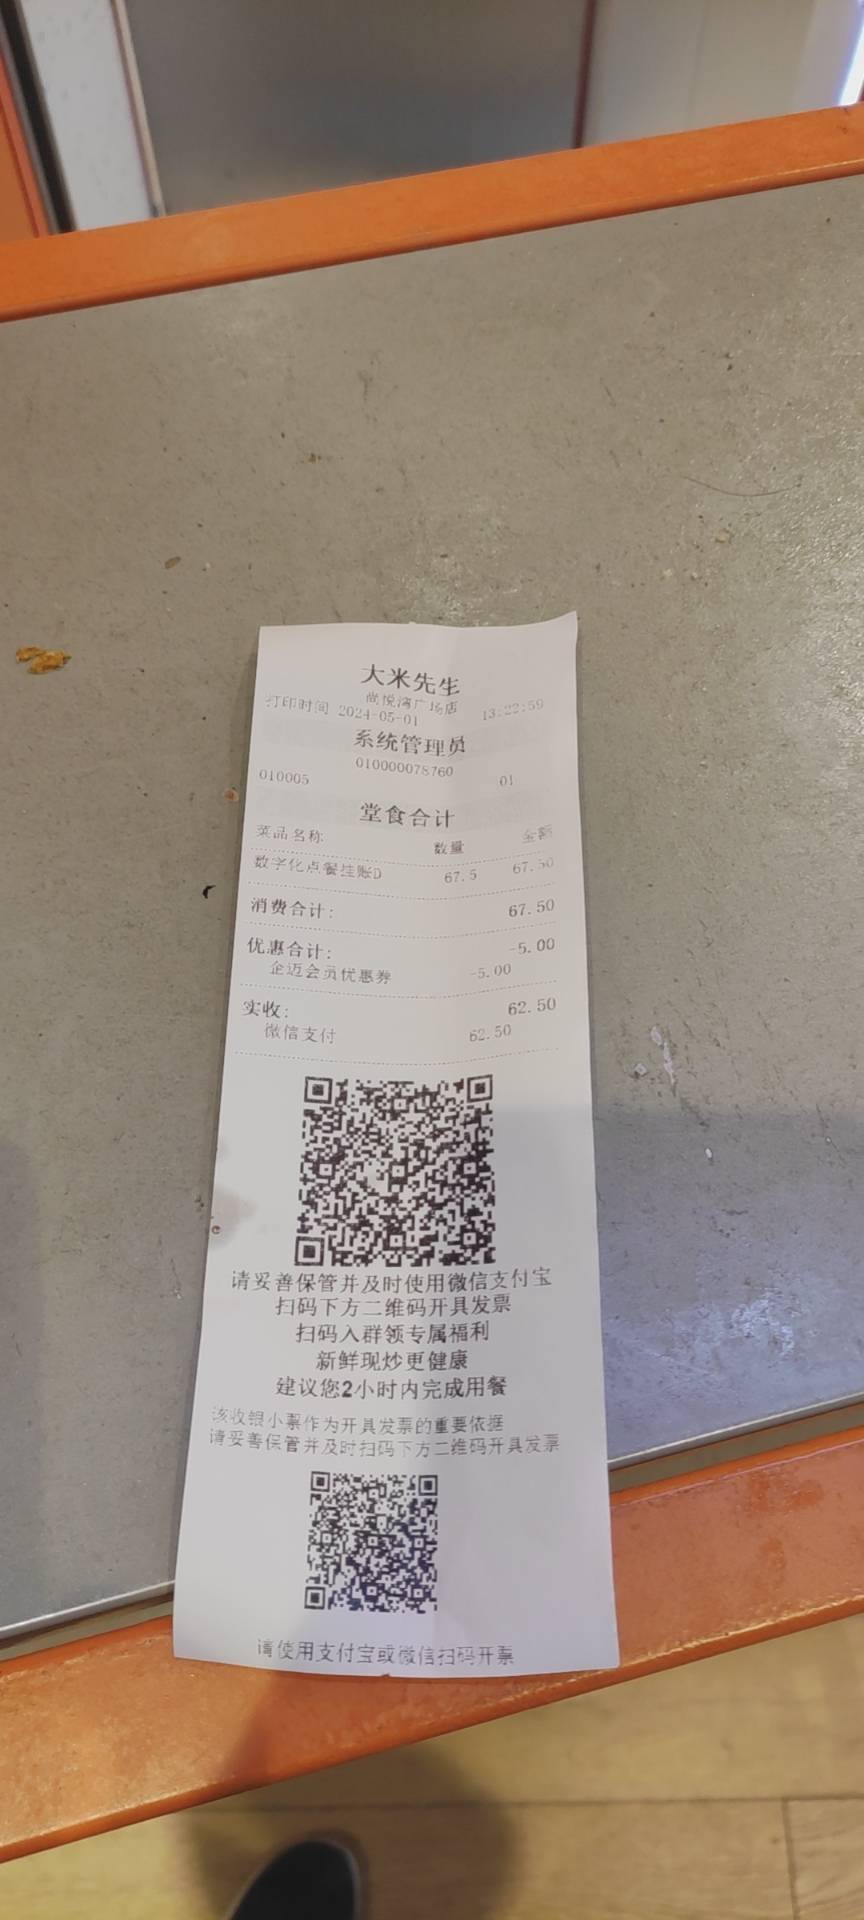 大米先生
尚悦湾广场店
打印时间 2024-05-01 13:22:59
系统管理员
010000078760
010005 01
堂食合计
菜品名称 数量 金额
数字化点餐挂账D 67.5 67.50
消费合计: 67.50
优惠合计: -5.00
企迈会员优惠券 -5.00
实收: 62.50
微信支付 62.50
请妥善保管并及时使用微信支付宝
扫码下方二维码开具发票
扫码入群领专属福利
新鲜现炒更健康
建议您2小时内完成用餐
该收银小票作为开具发票的重要依据
请妥善保管并及时扫码下方二维码开具发票
请使用支付宝或微信扫码开票